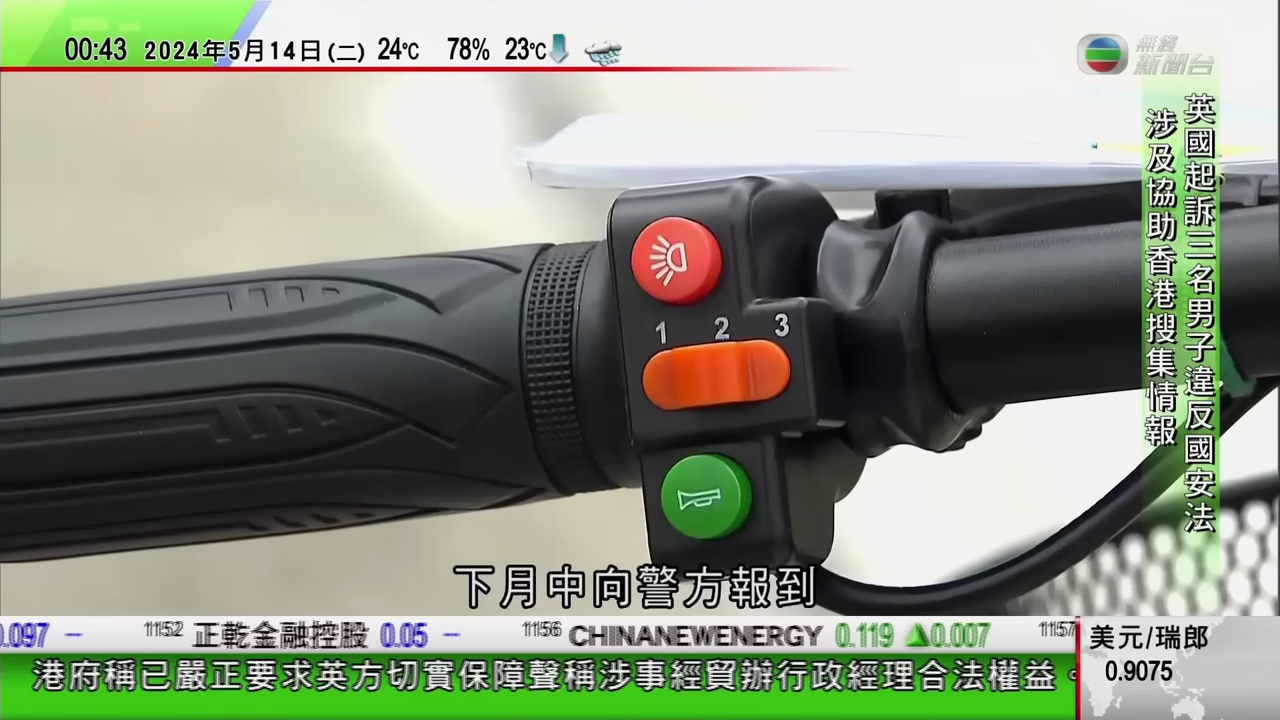 00:43 2024年5月14日(二) 24℃ 78% 23℃
無綫
新聞台
英國起訴三名男子違反國安法
涉及協助香港搜集情報
1 2 3
下月中向警方報到
0.097 – 11152 正乾金融控股 0.05 – 11156 CHINANEWENERGY 0.119 ▲0.007 11157
美元/瑞郎
0.9075
港府稱已嚴正要求英方切實保障聲稱涉事經貿辦行政經理合法權益。